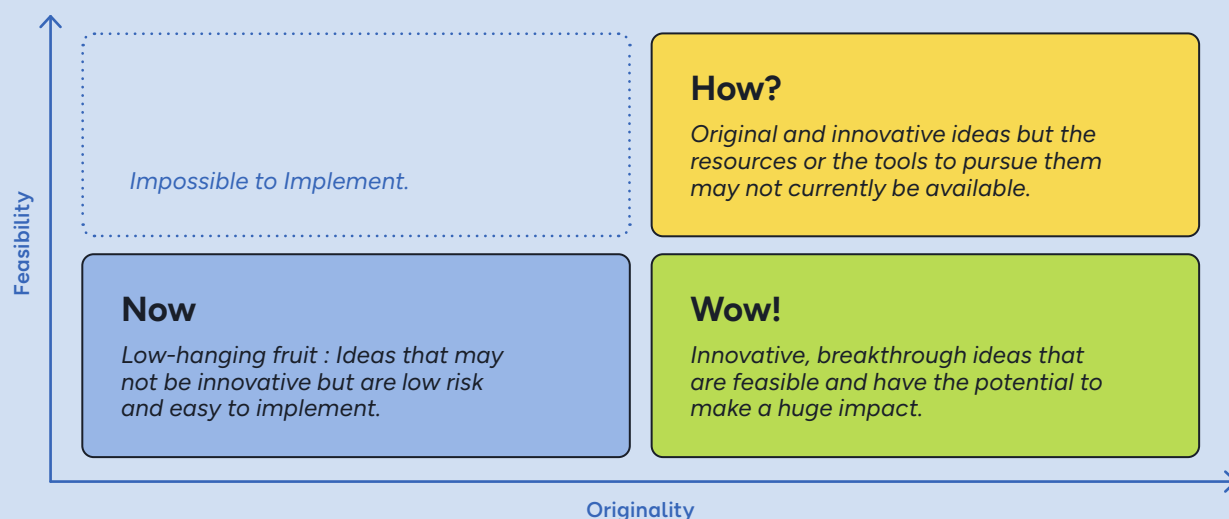 Feasibility
Impossible to Implement.
How?
Original and innovative ideas but the
resources or the tools to pursue them
may not currently be available.
Now
Low-hanging fruit : Ideas that may
not be innovative but are low risk
and easy to implement.
Wow!
Innovative, breakthrough ideas that
are feasible and have the potential to
make a huge impact.
Originality